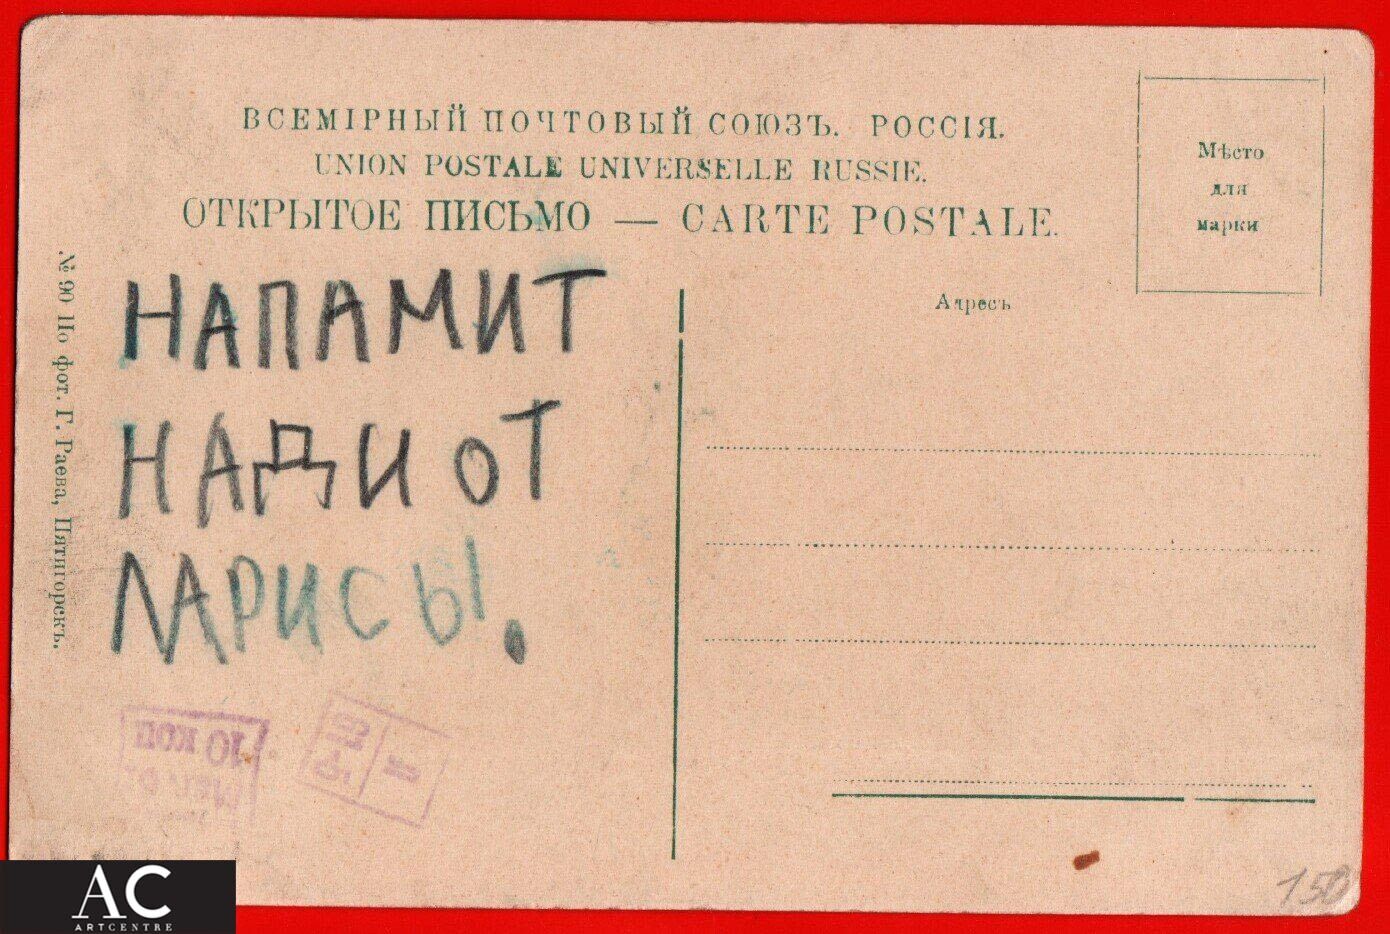 ВСЕМІРНЫЙ ПОЧТОВЫЙ СОЮЗЪ. РОССІЯ.
UNION POSTALE UNIVERSELLE RUSSIE.
ОТКРЫТОЕ ПИСЬМО — CARTE POSTALE.
Мѣсто
для
марки
Адресъ
№ 90 По фот. Г. Раева, Пятигорскъ.
НАПАМИТ
НАДИ ОТ
ЛАРИСЫ.
10 коп
150
AC
ARTCENTRE